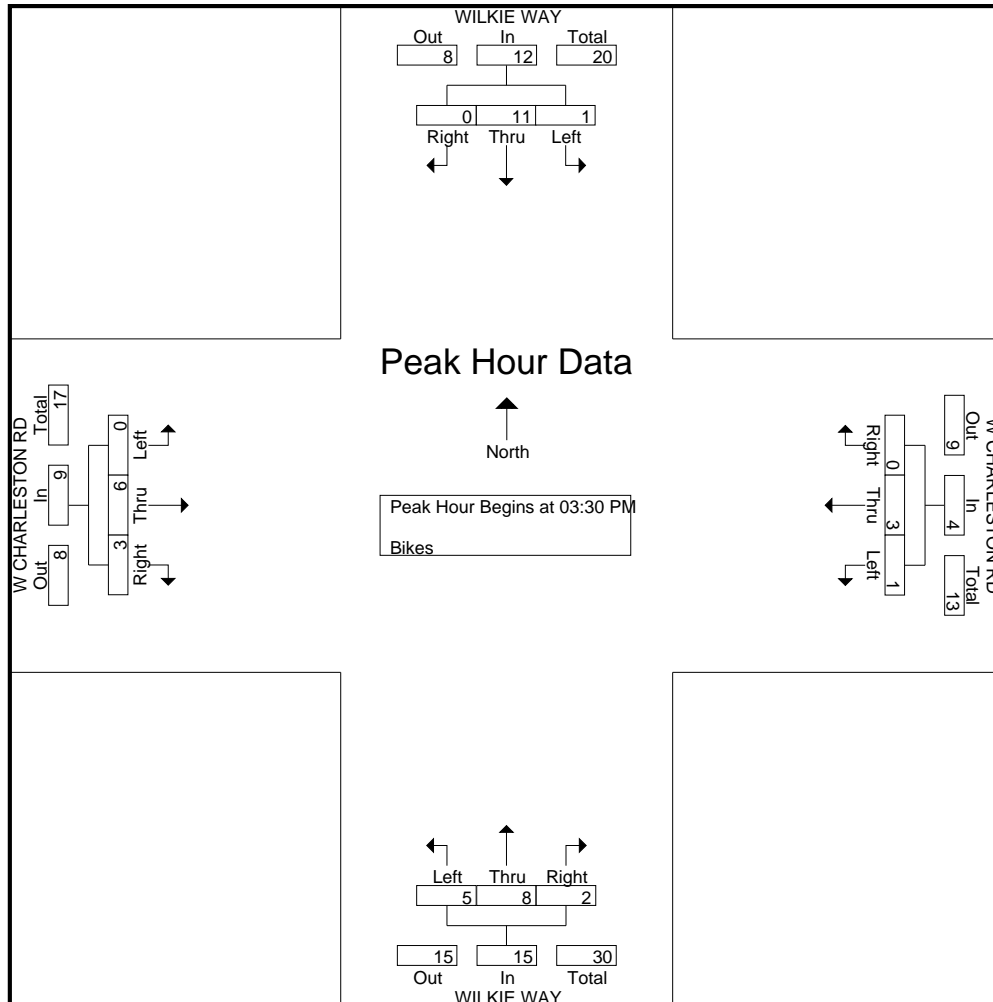 WILKIE WAY
Out In Total
8 12 20
0 11 1
Right Thru Left
Peak Hour Data
North
Peak Hour Begins at 03:30 PM
Bikes
W CHARLESTON RD
Out In Total
8 9 17
Left Thru Right
0 6 3
W CHARLESTON RD
Out In Total
9 4 13
Right Thru Left
0 3 1
Left Thru Right
5 8 2
15 15 30
Out In Total
WILKIE WAY